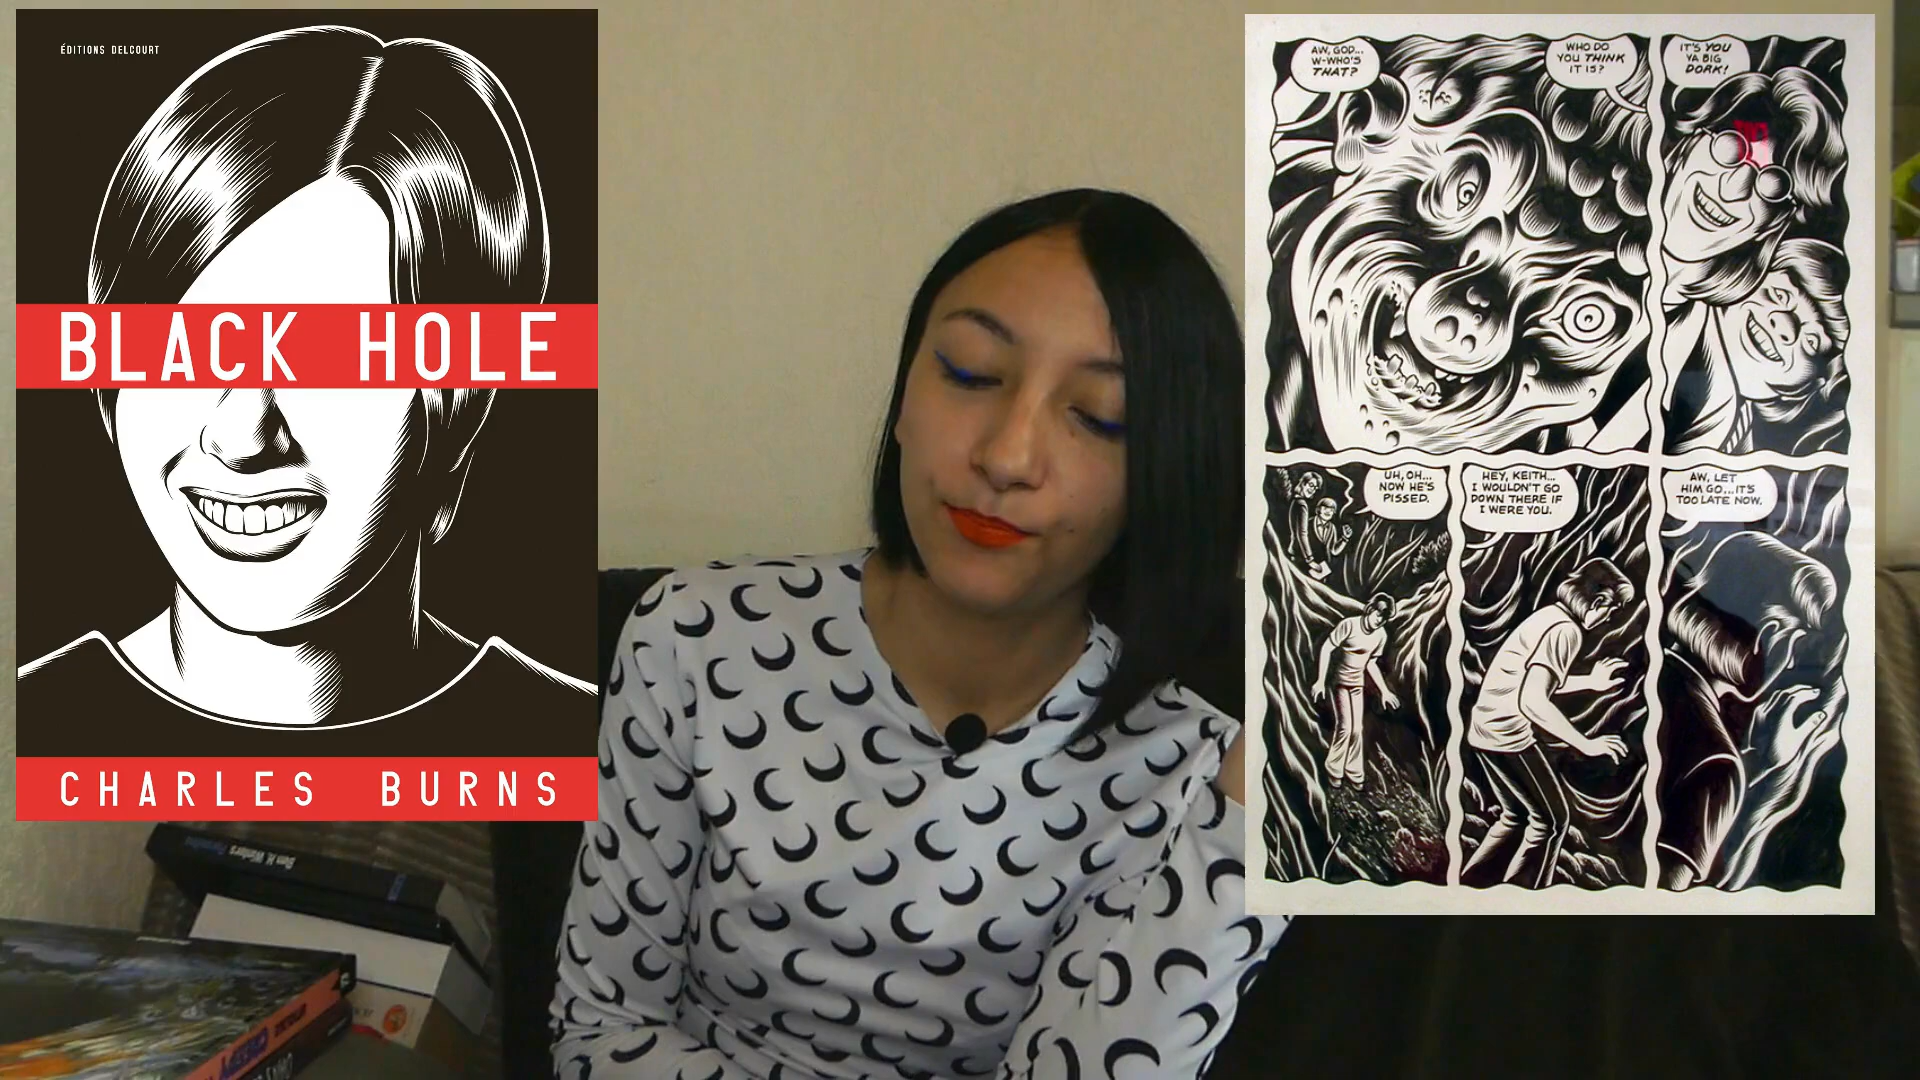 ÉDITIONS DELCOURT
BLACK HOLE
CHARLES BURNS
AW, GOD...
W-WHO'S
THAT?
WHO DO
YOU THINK
IT IS?
IT'S YOU
YA BIG
DORK!
UH, OH...
NOW HE'S
PISSED.
HEY, KEITH...
I WOULDN'T GO
DOWN THERE IF
I WERE YOU.
AW, LET
HIM GO...IT'S
TOO LATE NOW.
Ben H. Winters